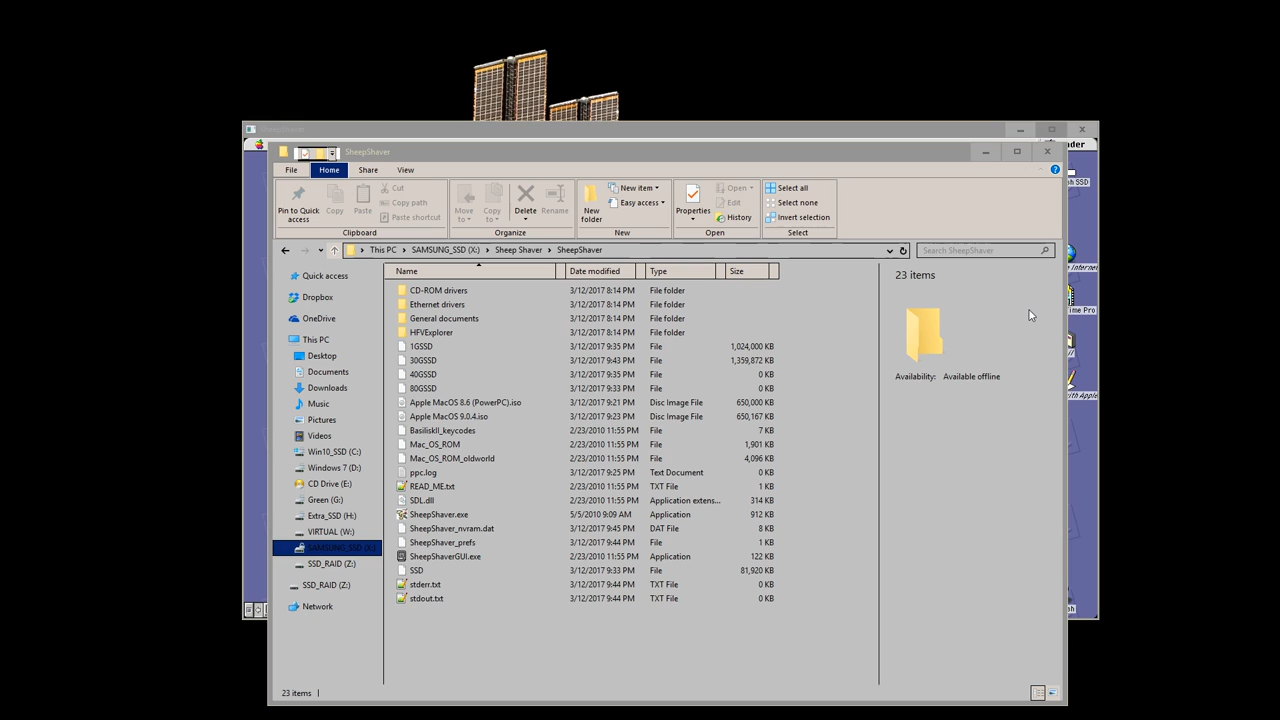 SheepShaver
SheepShaver
File Home Share View
Pin to Quick access
Copy
Paste
Cut
Copy path
Paste shortcut
Move to
Copy to
Delete
Rename
New folder
New item
Easy access
Properties
Open
Edit
History
Select all
Select none
Invert selection
Clipboard Organize New Open Select
This PC SAMSUNG_SSD (X:) Sheep Shaver SheepShaver
Search SheepShaver
Quick access
Dropbox
OneDrive
This PC
Desktop
Documents
Downloads
Music
Pictures
Videos
Win10_SSD (C:)
Windows 7 (D:)
CD Drive (E:)
Green (G:)
Extra_SSD (H:)
VIRTUAL (W:)
SAMSUNG_SSD (X:)
SSD_RAID (Z:)
SSD_RAID (Z:)
Network
Name Date modified Type Size
CD-ROM drivers 3/12/2017 8:14 PM File folder
Ethernet drivers 3/12/2017 8:14 PM File folder
General documents 3/12/2017 8:14 PM File folder
HFVExplorer 3/12/2017 8:14 PM File folder
1GSSD 3/12/2017 9:35 PM File 1,024,000 KB
30GSSD 3/12/2017 9:43 PM File 1,359,872 KB
40GSSD 3/12/2017 9:35 PM File 0 KB
80GSSD 3/12/2017 9:33 PM File 0 KB
Apple MacOS 8.6 (PowerPC).iso 3/12/2017 9:21 PM Disc Image File 650,000 KB
Apple MacOS 9.0.4.iso 3/12/2017 9:23 PM Disc Image File 650,167 KB
BasiliskII_keycodes 2/23/2010 11:55 PM File 7 KB
Mac_OS_ROM 2/23/2010 11:55 PM File 1,901 KB
Mac_OS_ROM_oldworld 2/23/2010 11:55 PM File 4,096 KB
ppc.log 3/12/2017 9:25 PM Text Document 0 KB
READ_ME.txt 2/23/2010 11:55 PM TXT File 1 KB
SDL.dll 2/23/2010 11:55 PM Application extens... 314 KB
SheepShaver.exe 5/5/2010 9:09 AM Application 912 KB
SheepShaver_nvram.dat 3/12/2017 9:45 PM DAT File 8 KB
SheepShaver_prefs 3/12/2017 9:44 PM File 1 KB
SheepShaverGUI.exe 2/23/2010 11:55 PM Application 122 KB
SSD 3/12/2017 9:33 PM File 81,920 KB
stderr.txt 3/12/2017 9:44 PM TXT File 0 KB
stdout.txt 3/12/2017 9:44 PM TXT File 0 KB
23 items
Availability: Available offline
SSD
Internet
Time Pro
with Apple
23 items